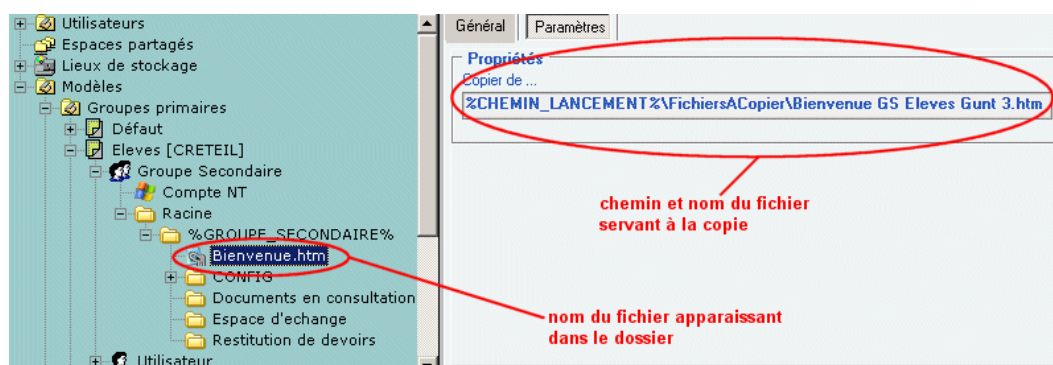 Utilisateurs
Espaces partagés
Lieux de stockage
Modèles
Groupes primaires
Défaut
Eleves [CRETEIL]
Groupe Secondaire
Compte NT
Racine
%GROUPE_SECONDAIRE%
Bienvenue.htm
CONFIG
Documents en consultation
Espace d'echange
Restitution de devoirs
Utilisateur
Général
Paramètres
Propriétés
Copier de ...
%CHEMIN_LANCEMENT%\FichiersACopier\Bienvenue GS Eleves Gunt 3.htm
chemin et nom du fichier
servant à la copie
nom du fichier apparaissant
dans le dossier